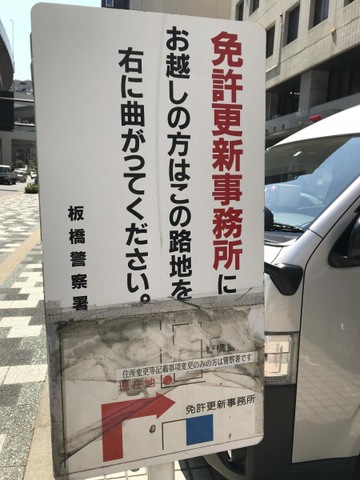 免許更新事務所に
お越しの方はこの路地を
右に曲がってください。
板橋警察署
板橋
住所変更等記載事項変更のみの方は警察署です
現在地
免許更新事務所